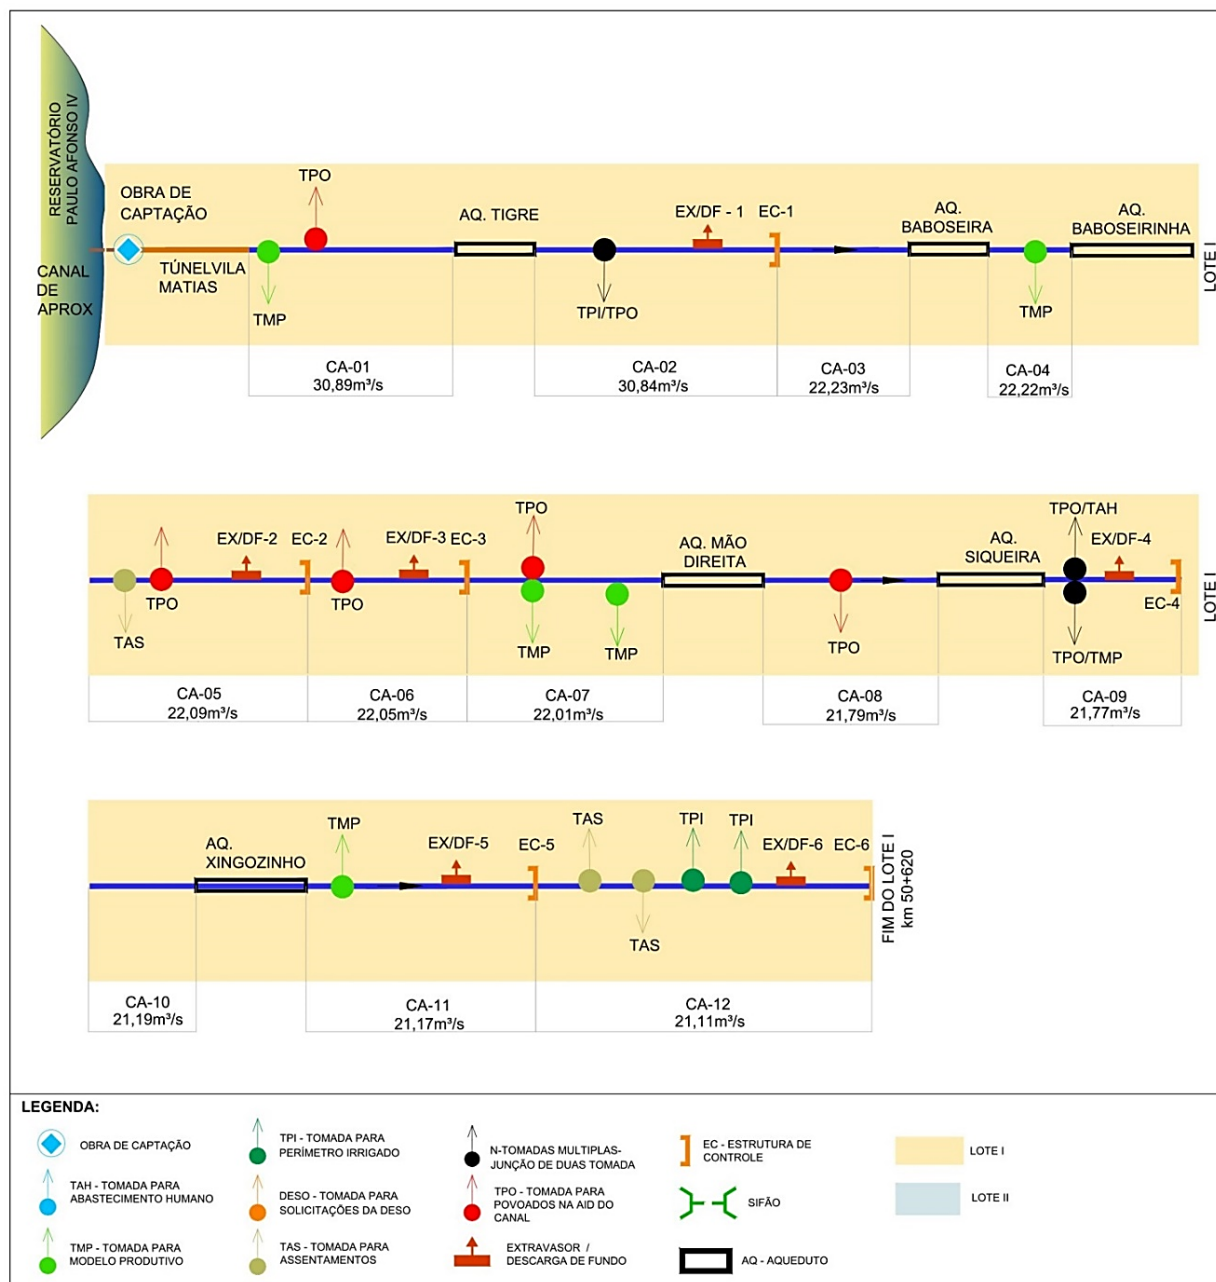 RESERVATÓRIO
PAULO AFONSO IV
CANAL
DE
APROX
OBRA DE
CAPTAÇÃO
TÚNELVILA
MATIAS
TPO
TMP
AQ. TIGRE
TPI/TPO
EX/DF - 1
EC-1
AQ.
BABOSEIRA
TMP
AQ.
BABOSEIRINHA
LOTE I
CA-01
30,89m³/s
CA-02
30,84m³/s
CA-03
22,23m³/s
CA-04
22,22m³/s
TAS
TPO
EX/DF-2
EC-2
TPO
EX/DF-3
EC-3
TPO
TMP
TMP
AQ. MÃO
DIREITA
TPO
AQ.
SIQUEIRA
TPO/TAH
TPO/TMP
EX/DF-4
EC-4
LOTE I
CA-05
22,09m³/s
CA-06
22,05m³/s
CA-07
22,01m³/s
CA-08
21,79m³/s
CA-09
21,77m³/s
AQ.
XINGOZINHO
TMP
EX/DF-5
EC-5
TAS
TAS
TPI
TPI
EX/DF-6
EC-6
FIM DO LOTE I
km 50+620
CA-10
21,19m³/s
CA-11
21,17m³/s
CA-12
21,11m³/s
LEGENDA:
OBRA DE CAPTAÇÃO
TAH - TOMADA PARA
ABASTECIMENTO HUMANO
TMP - TOMADA PARA
MODELO PRODUTIVO
TPI - TOMADA PARA
PERÍMETRO IRRIGADO
DESO - TOMADA PARA
SOLICITAÇÕES DA DESO
TAS - TOMADA PARA
ASSENTAMENTOS
N-TOMADAS MULTIPLAS-
JUNÇÃO DE DUAS TOMADA
TPO - TOMADA PARA
POVOADOS NA AID DO
CANAL
EXTRAVASOR /
DESCARGA DE FUNDO
EC - ESTRUTURA DE
CONTROLE
SIFÃO
AQ - AQUEDUTO
LOTE I
LOTE II